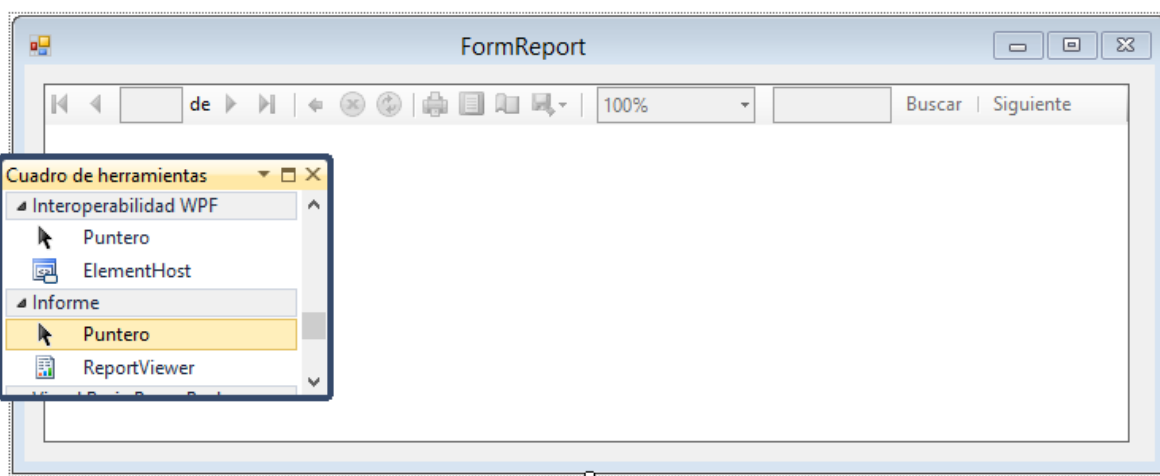 FormReport
de 100% Buscar Siguiente
Cuadro de herramientas
Interoperabilidad WPF
Puntero
ElementHost
Informe
Puntero
ReportViewer